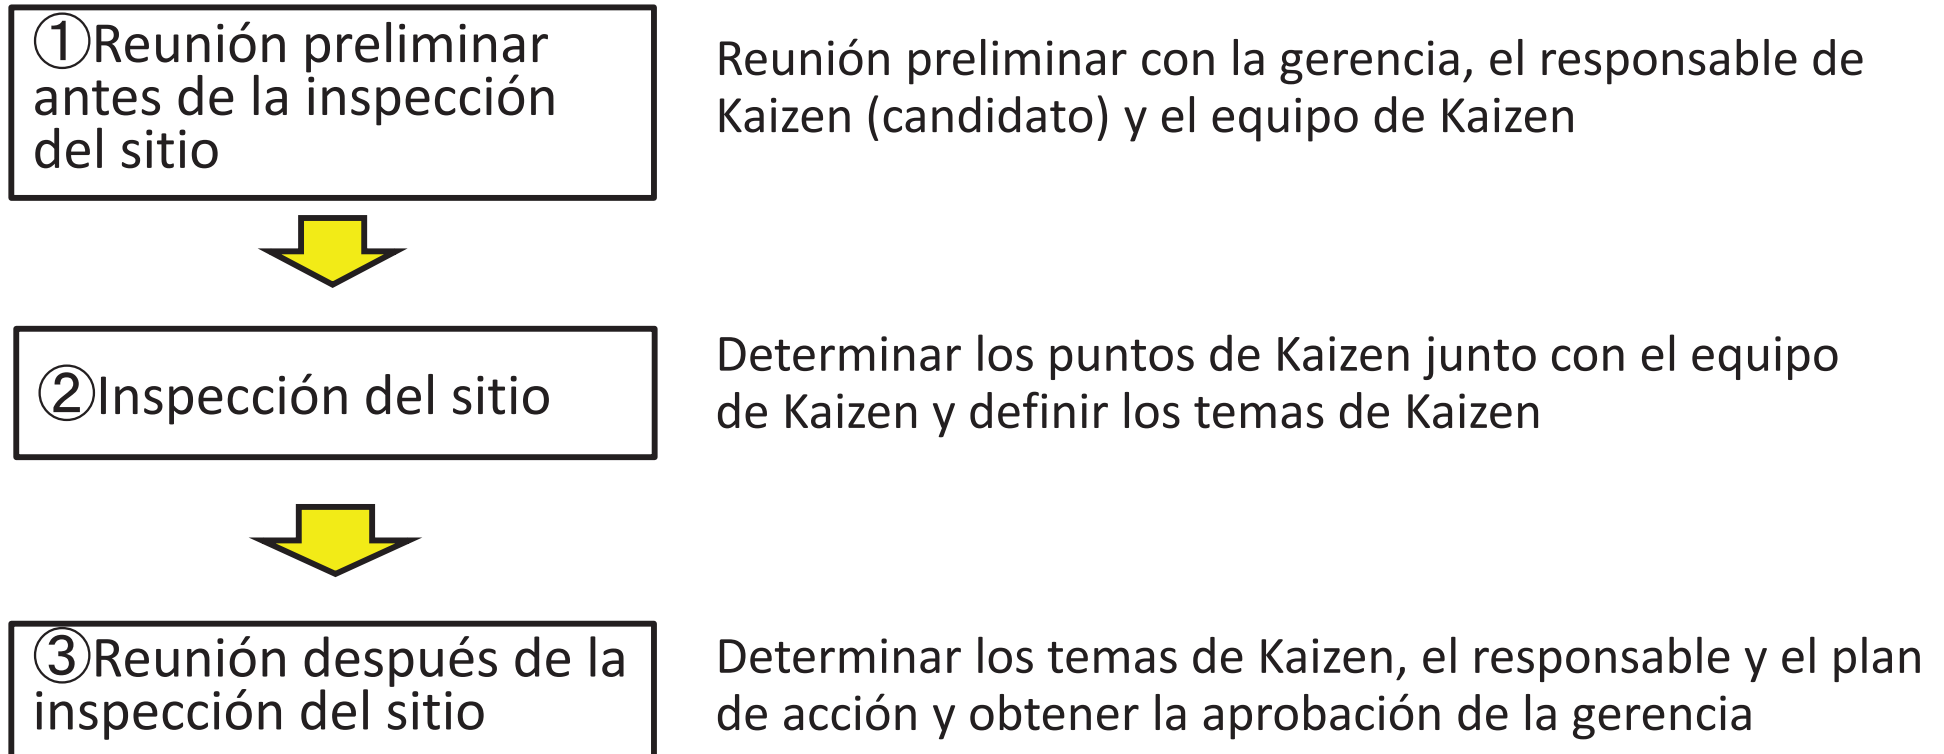 ①Reunión preliminar
antes de la inspección
del sitio
Reunión preliminar con la gerencia, el responsable de
Kaizen (candidato) y el equipo de Kaizen
②Inspección del sitio
Determinar los puntos de Kaizen junto con el equipo
de Kaizen y definir los temas de Kaizen
③Reunión después de la
inspección del sitio
Determinar los temas de Kaizen, el responsable y el plan
de acción y obtener la aprobación de la gerencia